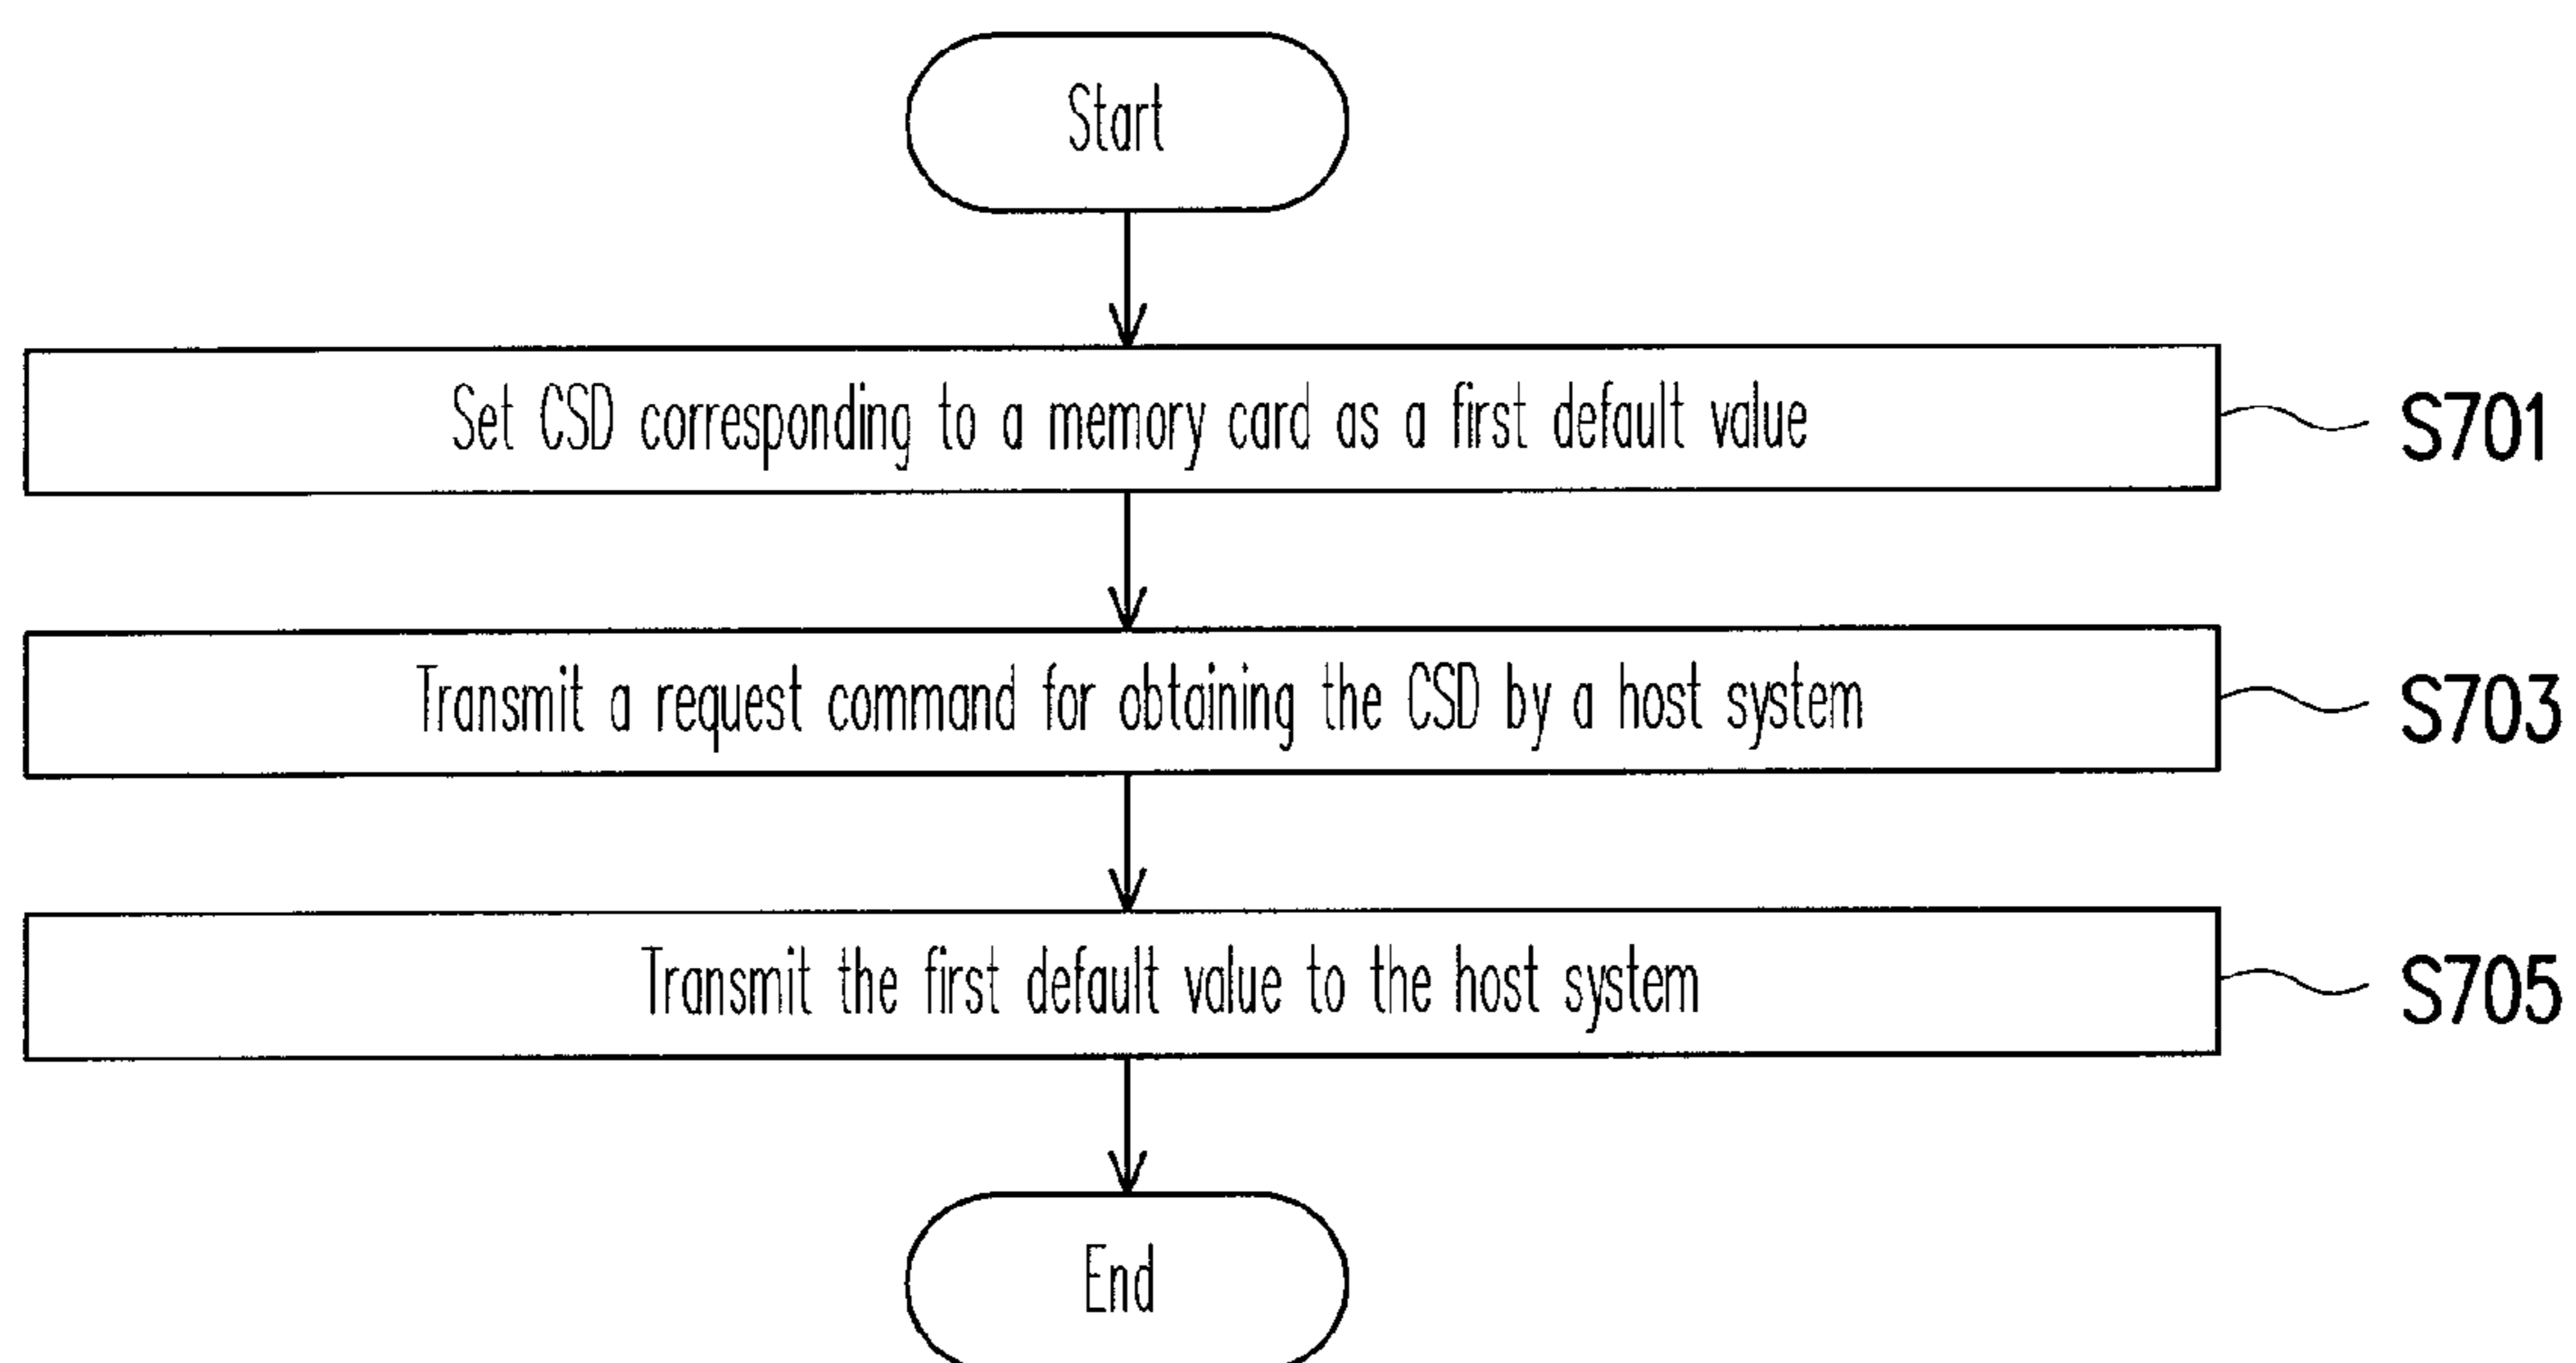 Start
Set CSD corresponding to a memory card as a first default value
S701
Transmit a request command for obtaining the CSD by a host system
S703
Transmit the first default value to the host system
S705
End